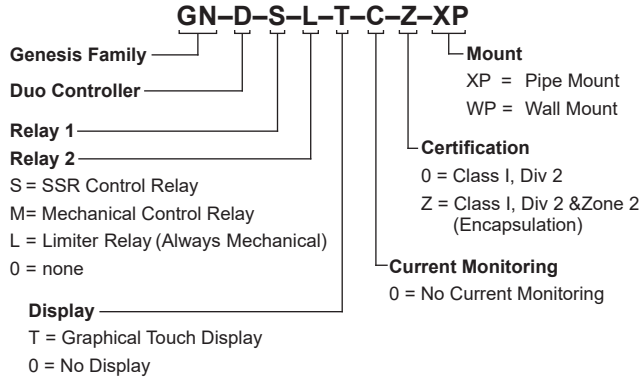 GN–D–S–L–T–C–Z–XP
Genesis Family
Duo Controller
Relay 1
Relay 2
S = SSR Control Relay
M= Mechanical Control Relay
L = Limiter Relay (Always Mechanical)
0 = none
Display
T = Graphical Touch Display
0 = No Display
Mount
XP = Pipe Mount
WP = Wall Mount
Certification
0 = Class I, Div 2
Z = Class I, Div 2 &Zone 2
(Encapsulation)
Current Monitoring
0 = No Current Monitoring